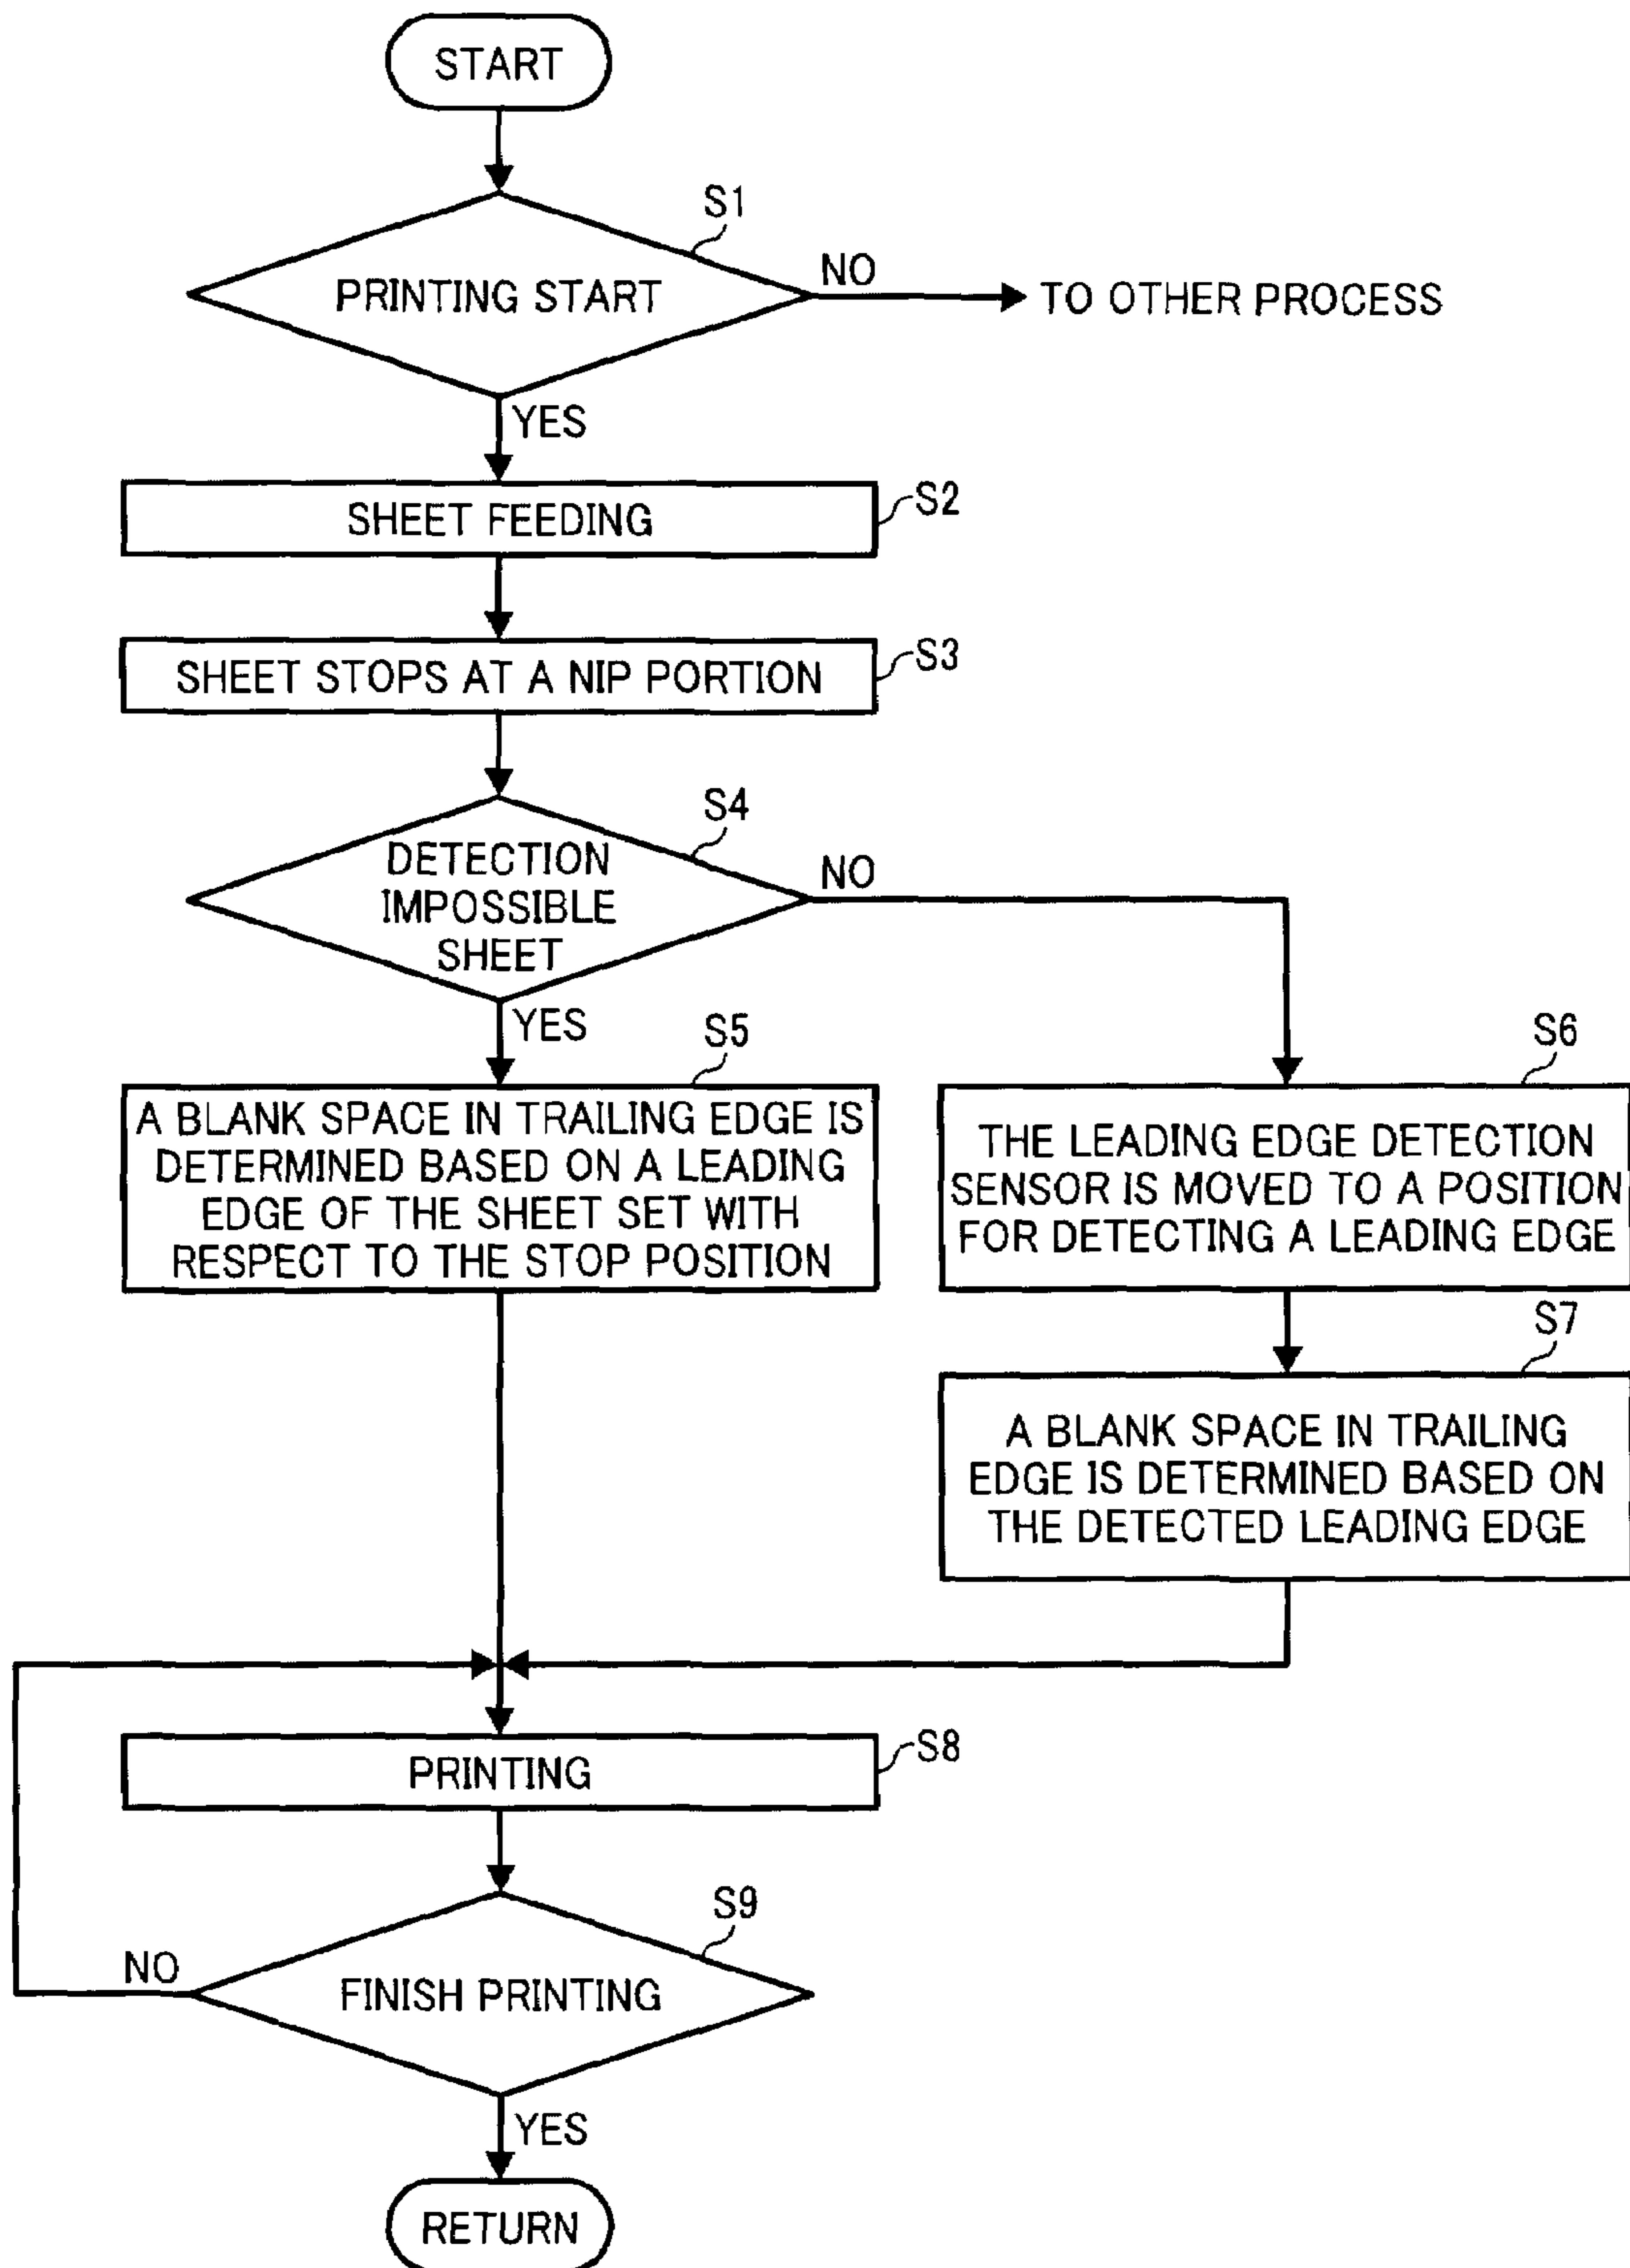 START
S1
PRINTING START
NO
TO OTHER PROCESS
YES
SHEET FEEDING
S2
SHEET STOPS AT A NIP PORTION
S3
S4
DETECTION
IMPOSSIBLE
SHEET
NO
YES
S5
A BLANK SPACE IN TRAILING EDGE IS
DETERMINED BASED ON A LEADING
EDGE OF THE SHEET SET WITH
RESPECT TO THE STOP POSITION
S6
THE LEADING EDGE DETECTION
SENSOR IS MOVED TO A POSITION
FOR DETECTING A LEADING EDGE
S7
A BLANK SPACE IN TRAILING
EDGE IS DETERMINED BASED ON
THE DETECTED LEADING EDGE
PRINTING
S8
S9
FINISH PRINTING
NO
YES
RETURN